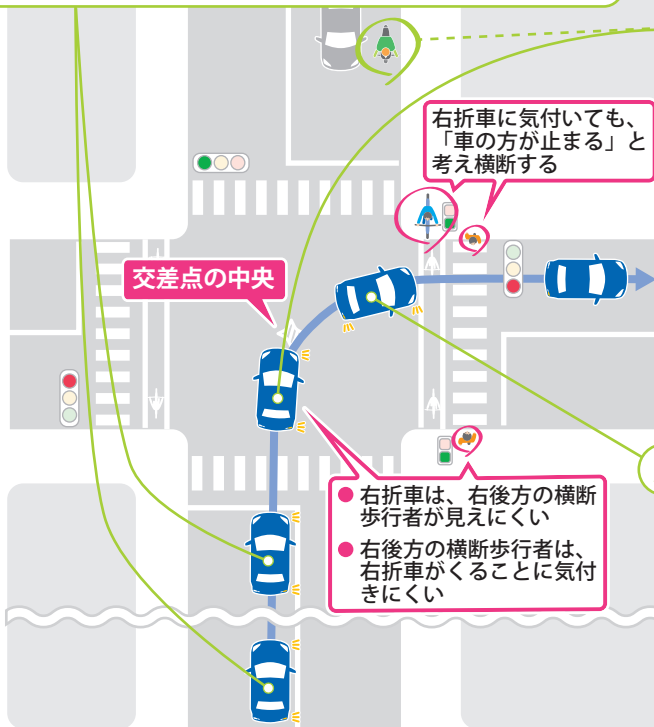 右折車に気付いても、
「車の方が止まる」と
考え横断する
交差点の中央
● 右折車は、右後方の横断
歩行者が見えにくい
● 右後方の横断歩行者は、
右折車がくることに気付
きにくい